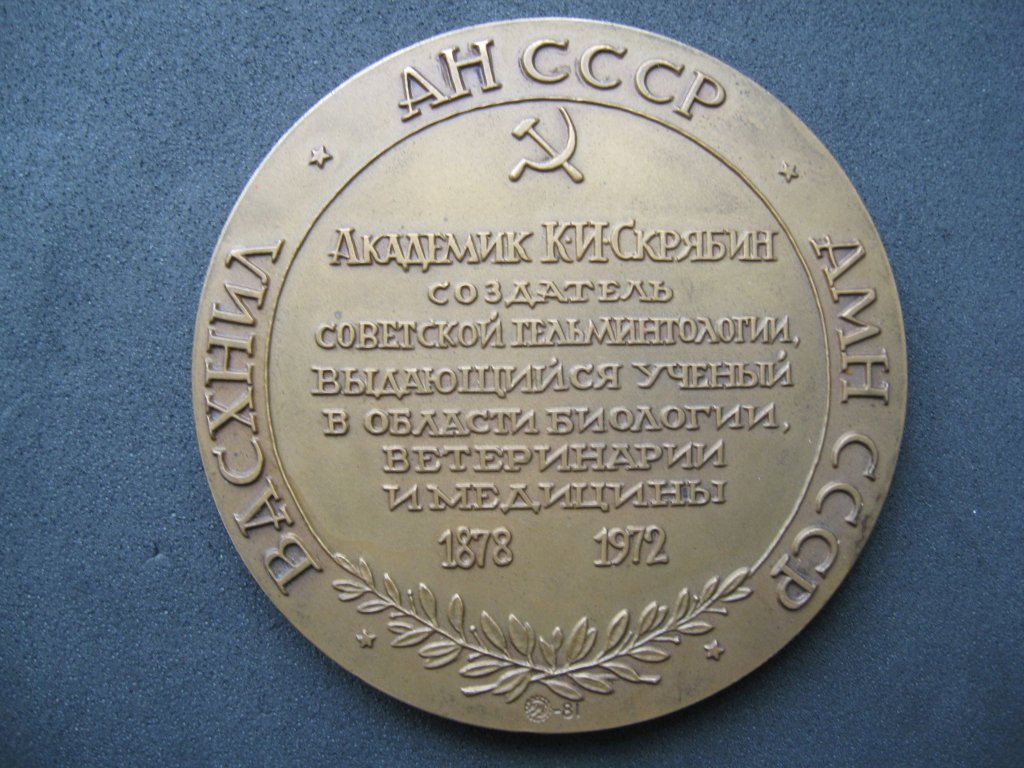 АН СССР
ВАСХНИЛ
АМН СССР
АКАДЕМИК К·И·СКРЯБИН
СОЗДАТЕЛЬ
СОВЕТСКОЙ ГЕЛЬМИНТОЛОГИИ,
ВЫДАЮЩИЙСЯ УЧЕНЫЙ
В ОБЛАСТИ БИОЛОГИИ,
ВЕТЕРИНАРИИ
И МЕДИЦИНЫ
1878 1972
-81